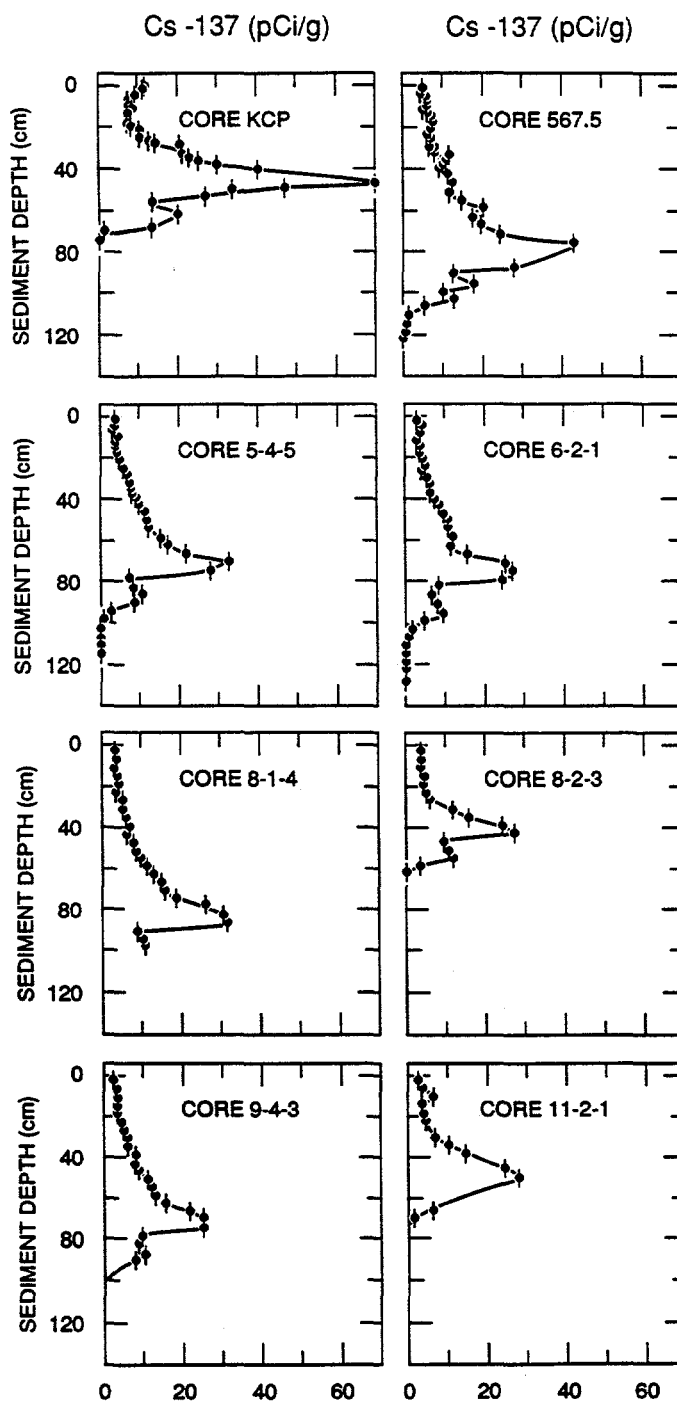 Cs -137 (pCi/g) Cs -137 (pCi/g)
SEDIMENT DEPTH (cm)
0
40
80
120
CORE KCP
CORE 567.5
SEDIMENT DEPTH (cm)
0
40
80
120
CORE 5-4-5
CORE 6-2-1
SEDIMENT DEPTH (cm)
0
40
80
120
CORE 8-1-4
CORE 8-2-3
SEDIMENT DEPTH (cm)
0
40
80
120
CORE 9-4-3
CORE 11-2-1
0 20 40 60 0 20 40 60